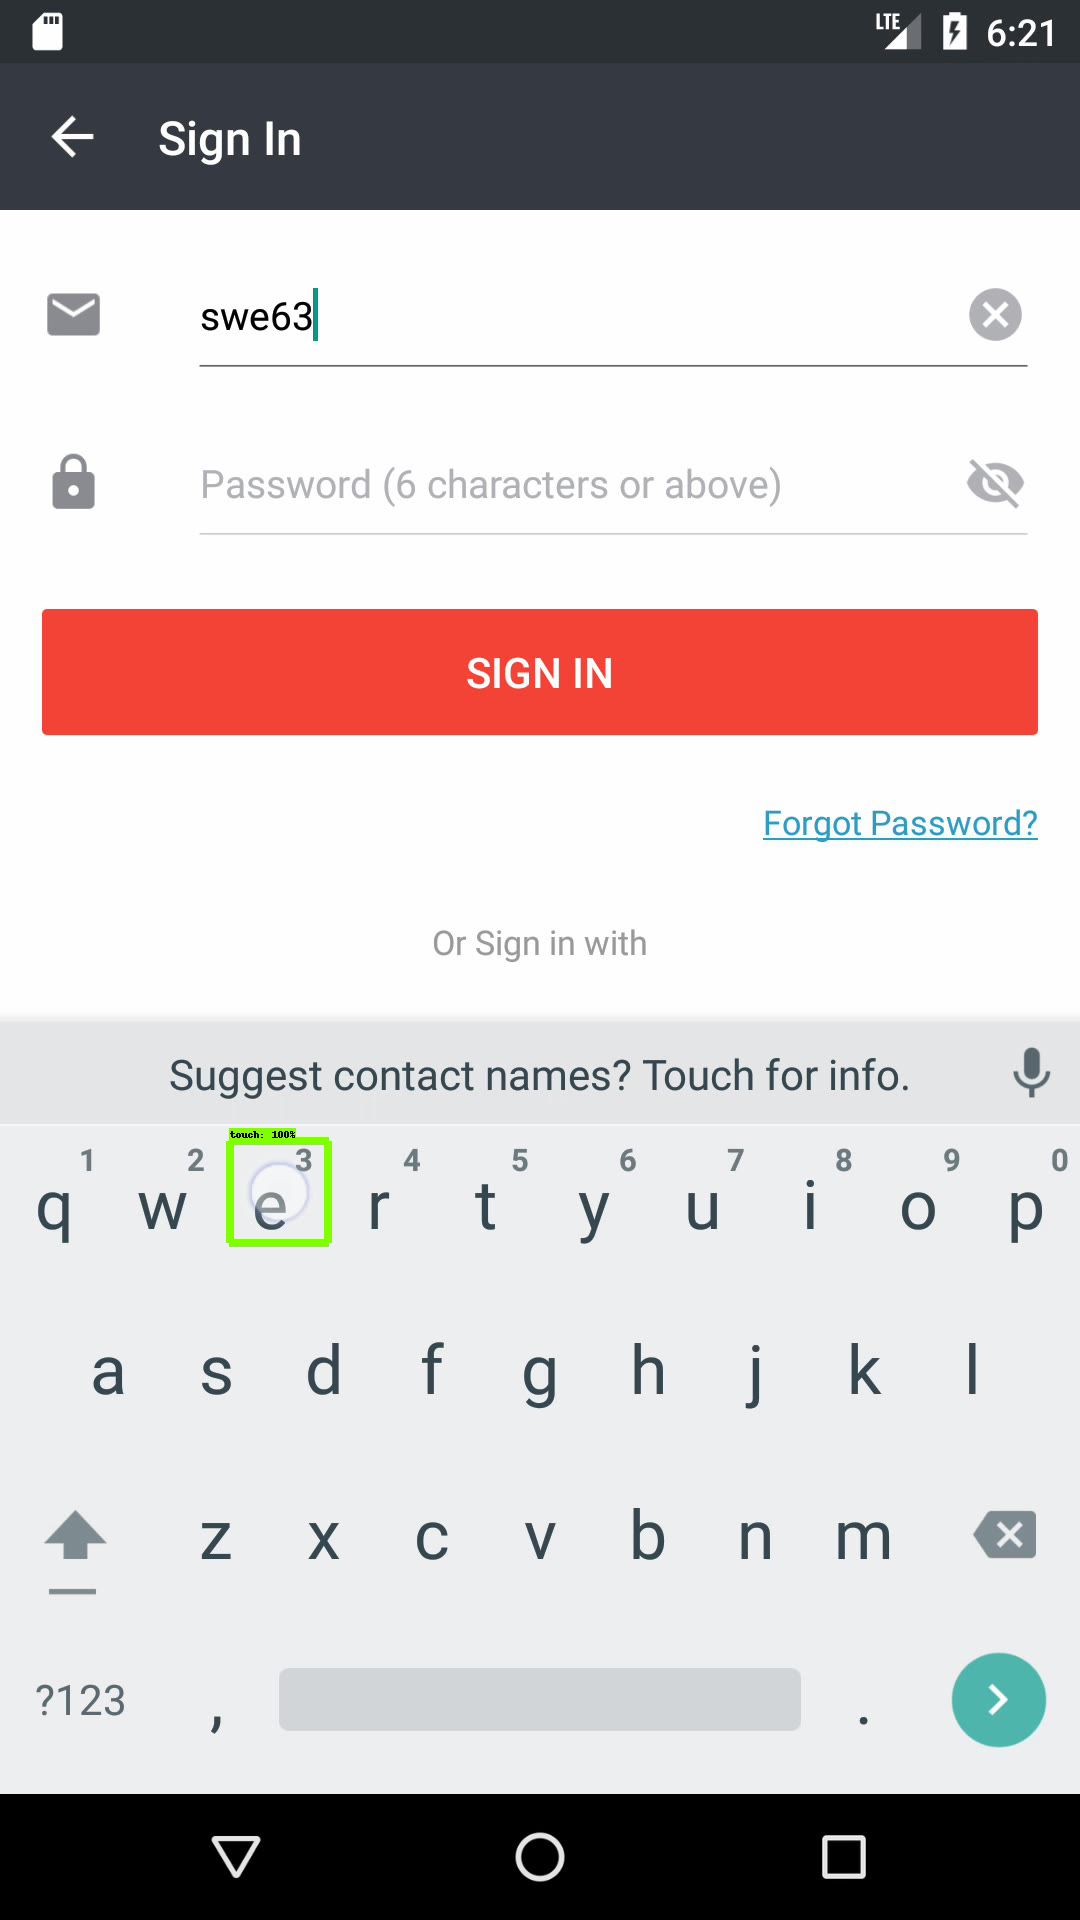 LTE 6:21
Sign In
swe63
Password (6 characters or above)
SIGN IN
Forgot Password?
Or Sign in with
Suggest contact names? Touch for info.
touch: 100%
1 2 3 4 5 6 7 8 9 0
q w e r t y u i o p
a s d f g h j k l
z x c v b n m
?123 , .